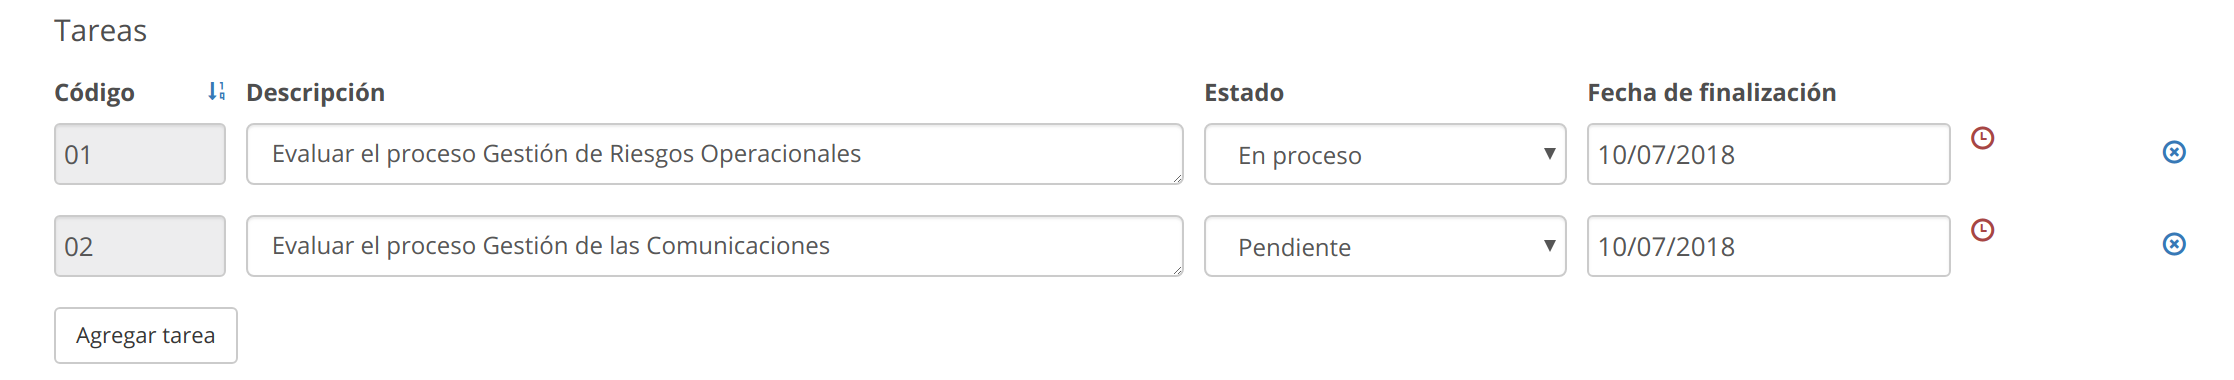 Tareas
Código Descripción Estado Fecha de finalización
01 Evaluar el proceso Gestión de Riesgos Operacionales En proceso 10/07/2018
02 Evaluar el proceso Gestión de las Comunicaciones Pendiente 10/07/2018
Agregar tarea